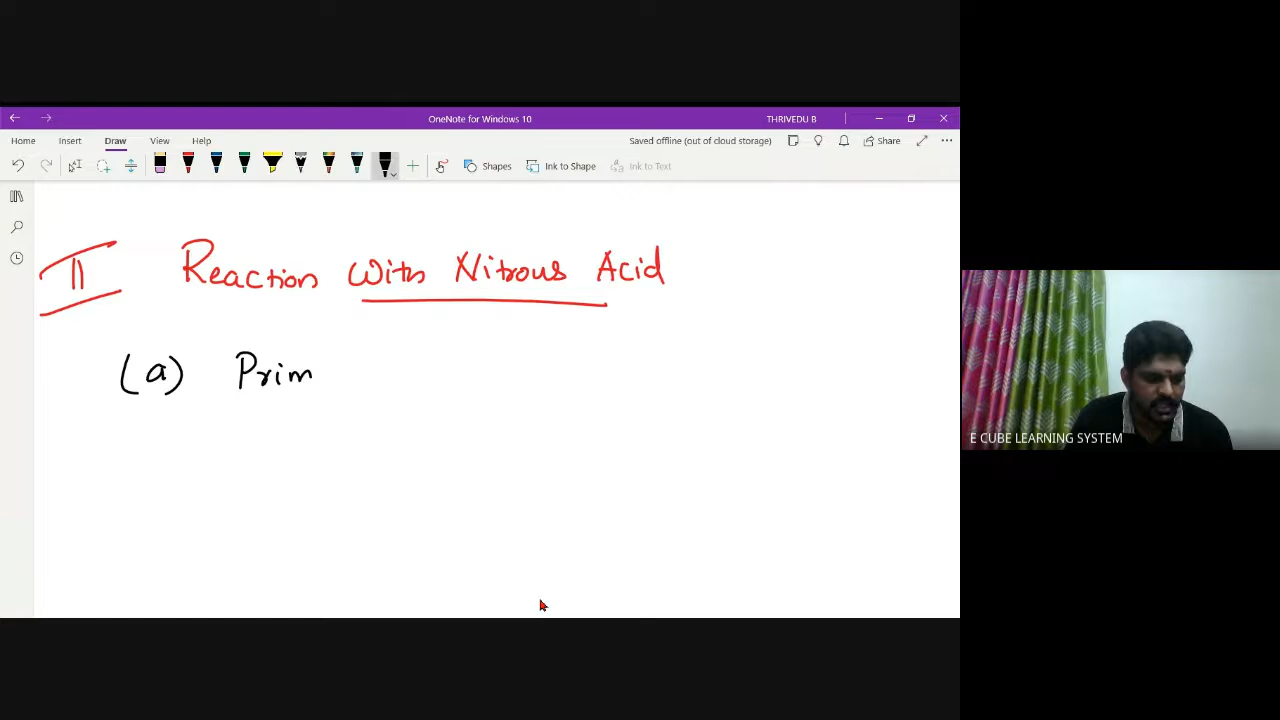 OneNote for Windows 10
THRIVEDU B
Home Insert Draw View Help
Saved offline (out of cloud storage)
Share
Shapes
Ink to Shape
Ink to Text
II Reaction with Nitrous Acid
(a) Prim
E CUBE LEARNING SYSTEM